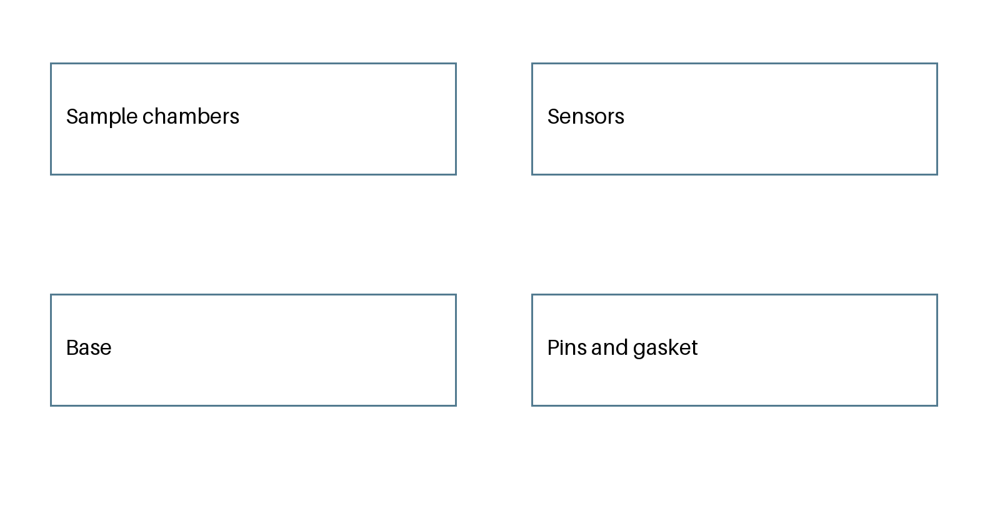 Sample chambers
Sensors
Base
Pins and gasket